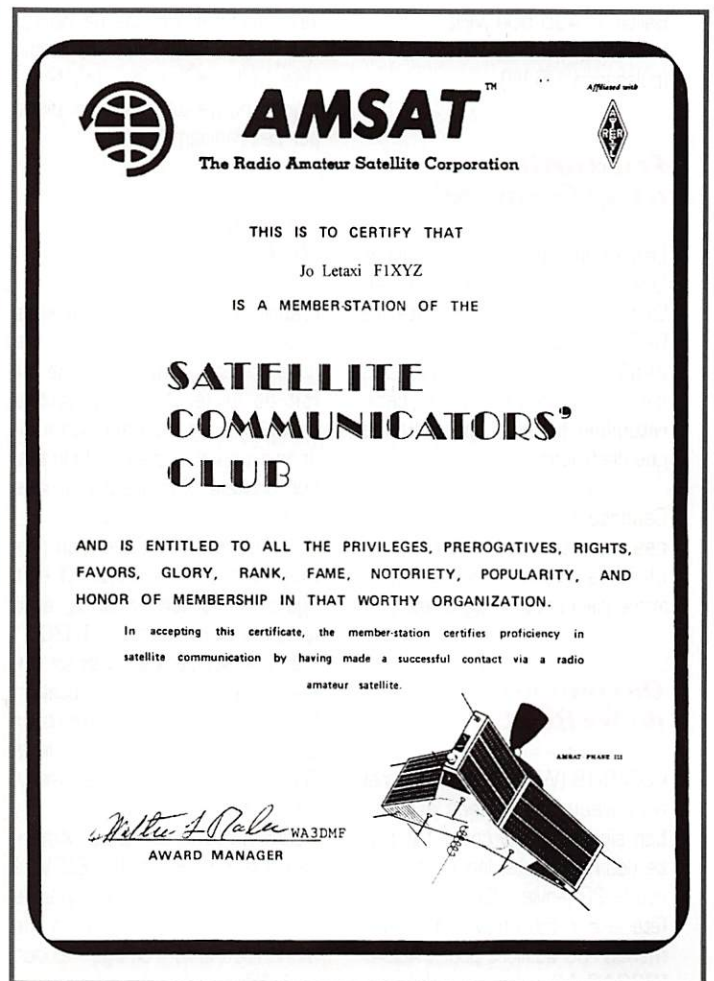 AMSAT™
Affiliated with
The Radio Amateur Satellite Corporation
THIS IS TO CERTIFY THAT
Jo Letaxi F1XYZ
IS A MEMBER-STATION OF THE
SATELLITE
COMMUNICATORS'
CLUB
AND IS ENTITLED TO ALL THE PRIVILEGES, PREROGATIVES, RIGHTS,
FAVORS, GLORY, RANK, FAME, NOTORIETY, POPULARITY, AND
HONOR OF MEMBERSHIP IN THAT WORTHY ORGANIZATION.
In accepting this certificate, the member-station certifies proficiency in
satellite communication by having made a successful contact via a radio
amateur satellite.
AMSAT PHASE III
WA3DMF
AWARD MANAGER